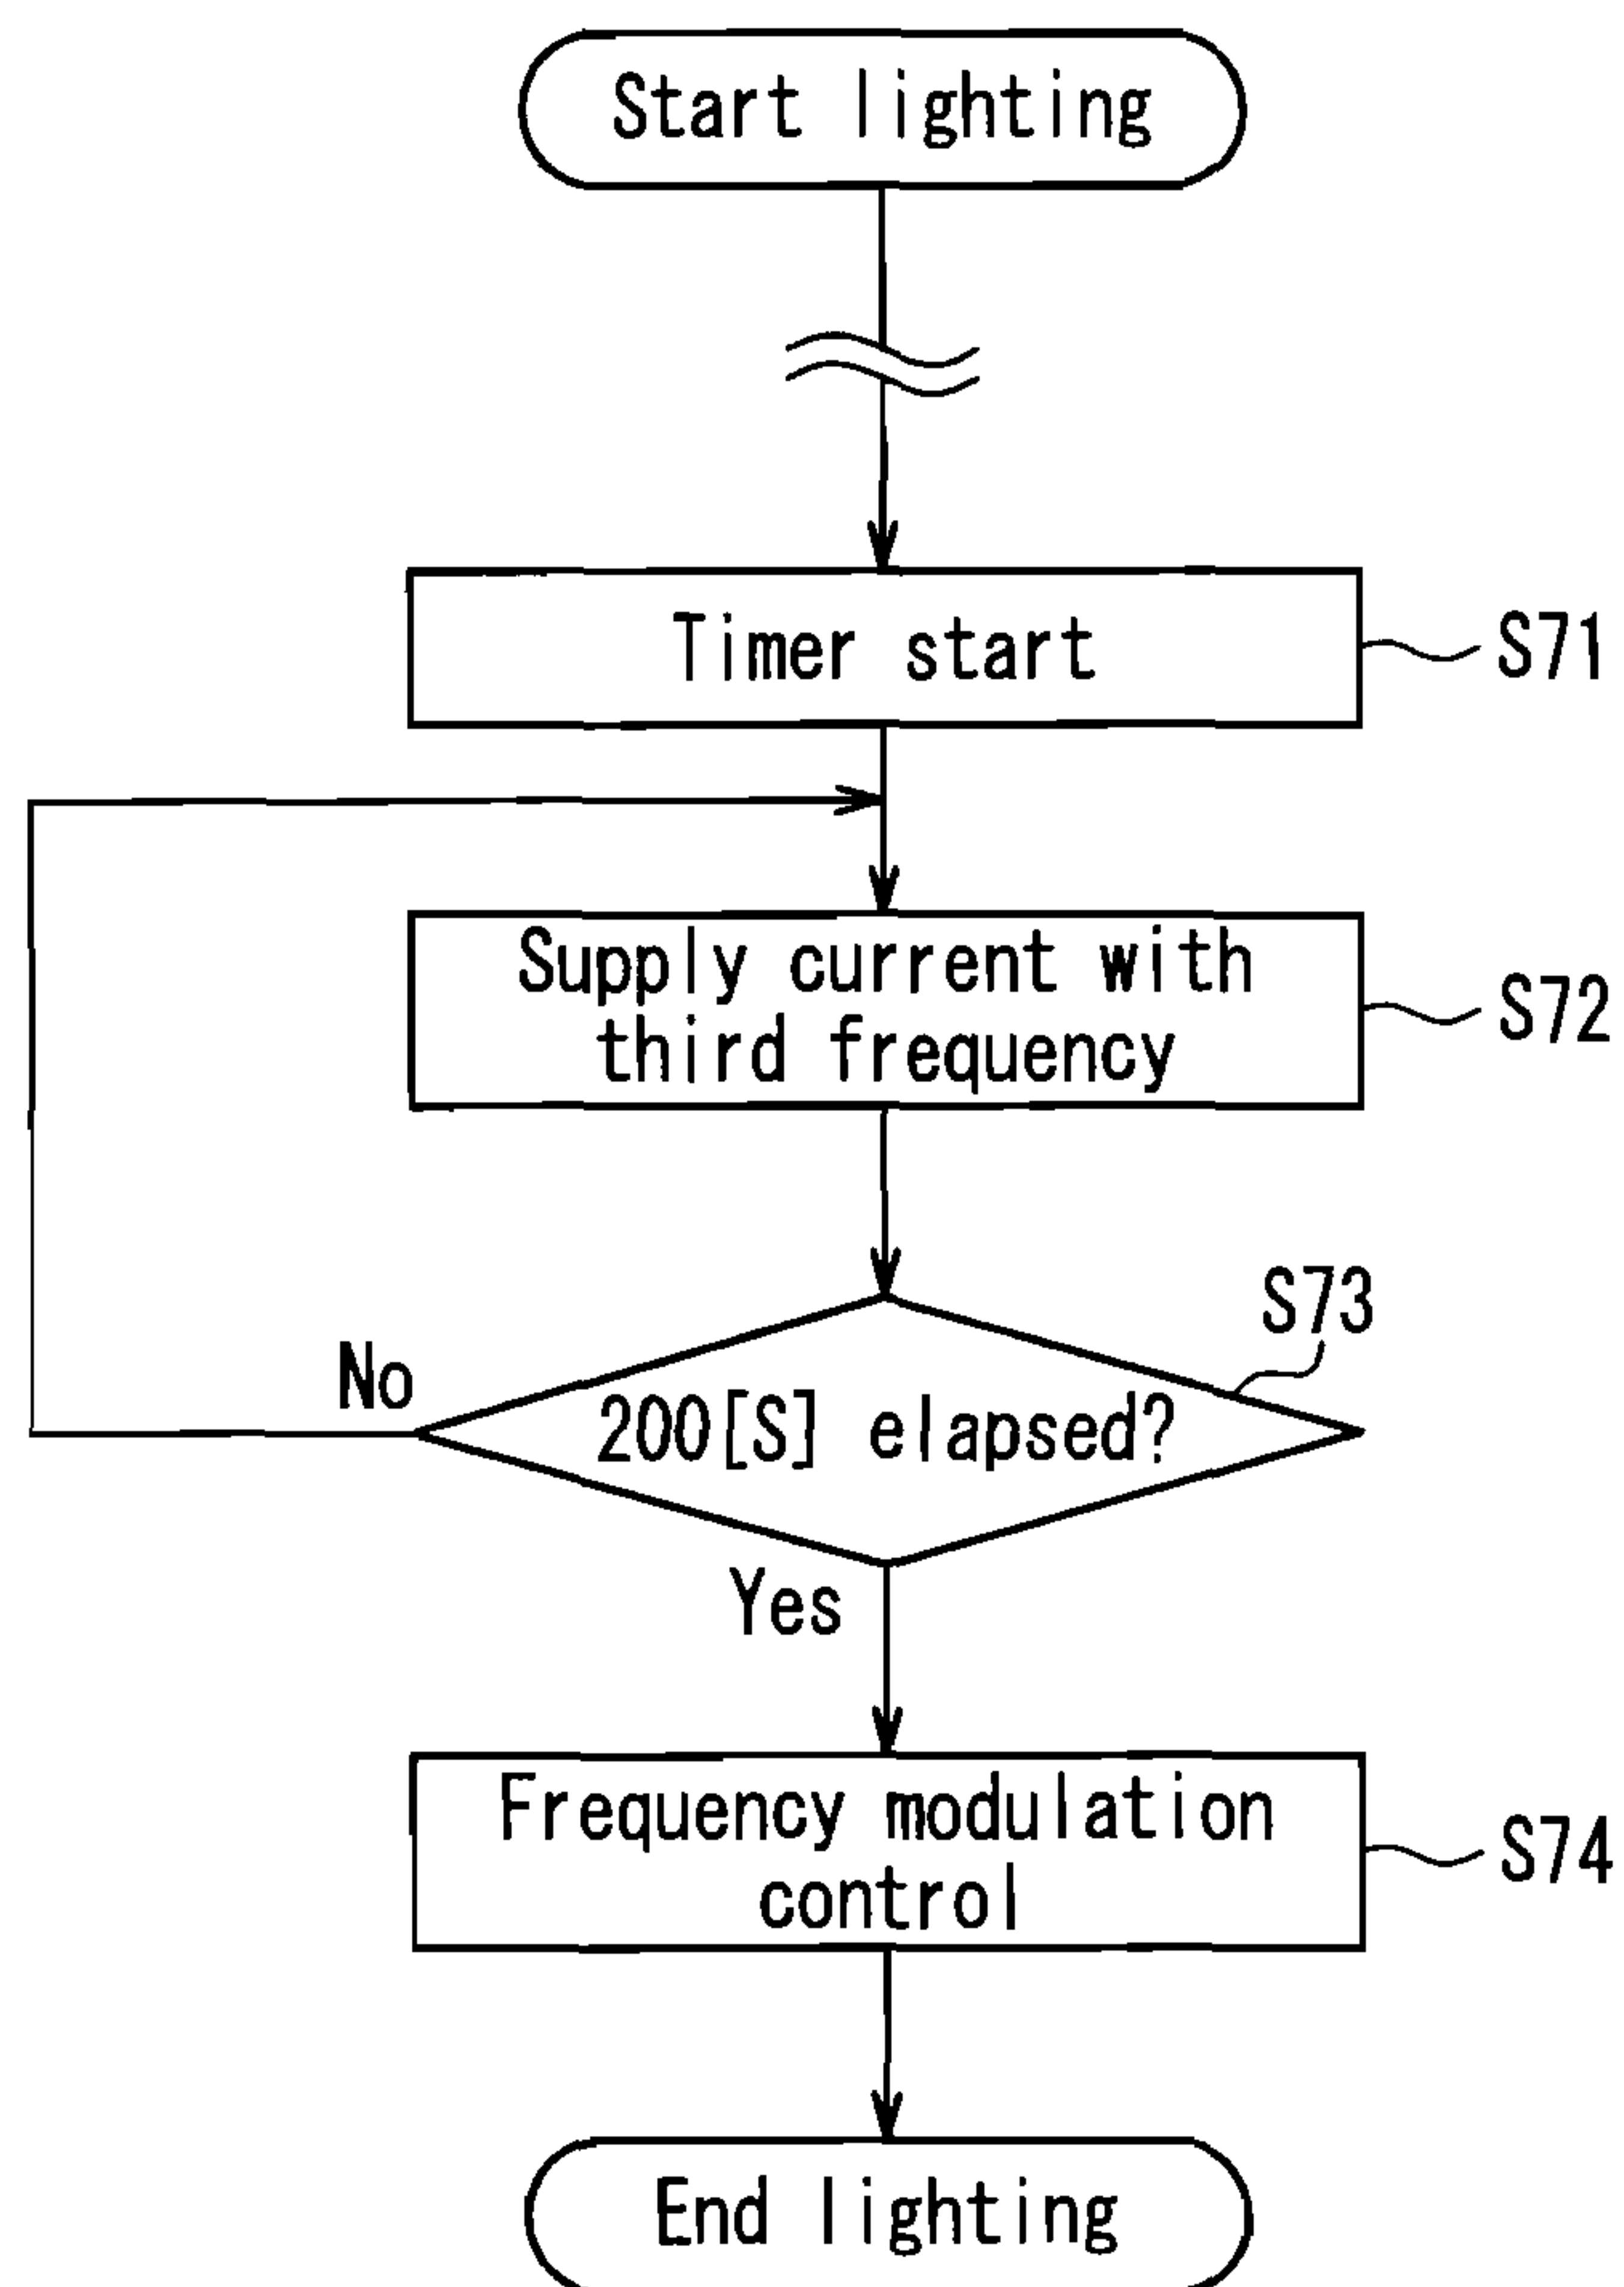 Start lighting
Timer start
S71
Supply current with
third frequency
S72
S73
No
200[S] elapsed?
Yes
Frequency modulation
control
S74
End lighting